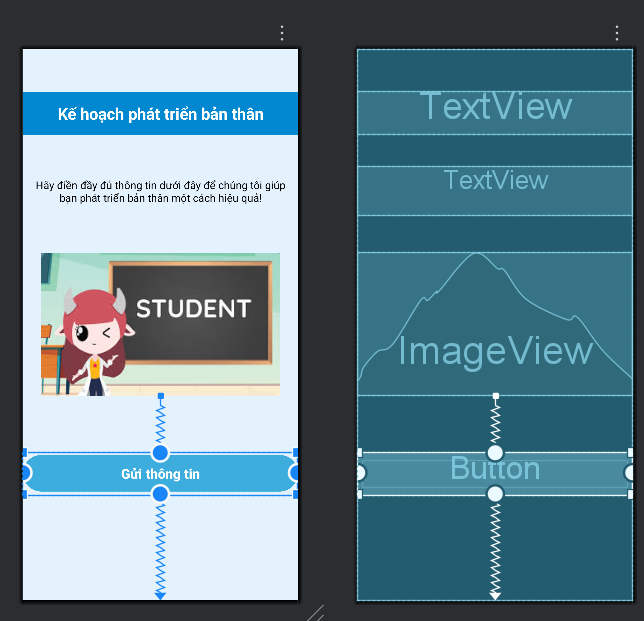 Kế hoạch phát triển bản thân
Hãy điền đầy đủ thông tin dưới đây để chúng tôi giúp
bạn phát triển bản thân một cách hiệu quả!
STUDENT
Gửi thông tin
TextView
TextView
ImageView
Button